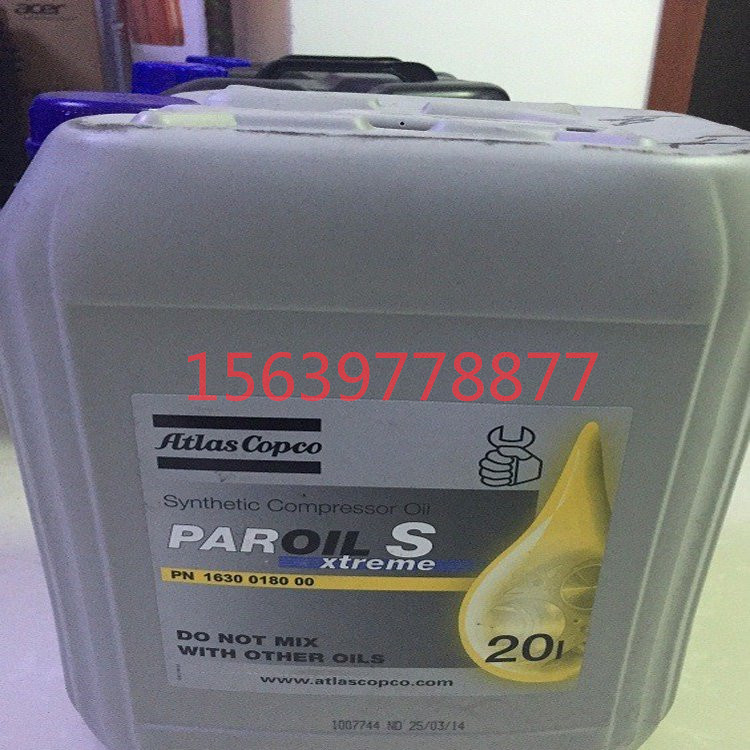 acer
15639778877
Atlas Copco
Synthetic Compressor Oil
PAROIL S
xtreme
PN 1630 0180 00
DO NOT MIX
WITH OTHER OILS
20l
www.atlascopco.com
1007744 ND 25/03/14